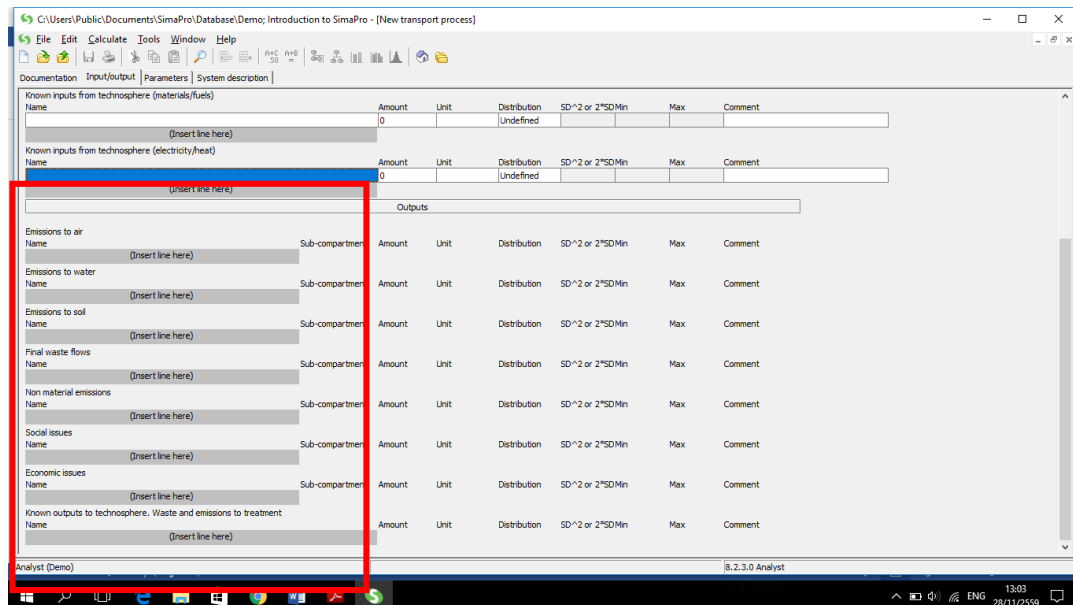 C:\Users\Public\Documents\SimaPro\Database\Demo; Introduction to SimaPro - [New transport process]
File Edit Calculate Tools Window Help
Documentation Input/output Parameters System description
Known inputs from technosphere (materials/fuels)
Name Amount Unit Distribution SD^2 or 2*SD Min Max Comment
0 Undefined
(Insert line here)
Known inputs from technosphere (electricity/heat)
Name Amount Unit Distribution SD^2 or 2*SD Min Max Comment
0 Undefined
(Insert line here)
Outputs
Emissions to air
Name Sub-compartment Amount Unit Distribution SD^2 or 2*SD Min Max Comment
(Insert line here)
Emissions to water
Name Sub-compartment Amount Unit Distribution SD^2 or 2*SD Min Max Comment
(Insert line here)
Emissions to soil
Name Sub-compartment Amount Unit Distribution SD^2 or 2*SD Min Max Comment
(Insert line here)
Final waste flows
Name Sub-compartment Amount Unit Distribution SD^2 or 2*SD Min Max Comment
(Insert line here)
Non material emissions
Name Sub-compartment Amount Unit Distribution SD^2 or 2*SD Min Max Comment
(Insert line here)
Social issues
Name Sub-compartment Amount Unit Distribution SD^2 or 2*SD Min Max Comment
(Insert line here)
Economic issues
Name Sub-compartment Amount Unit Distribution SD^2 or 2*SD Min Max Comment
(Insert line here)
Known outputs to technosphere. Waste and emissions to treatment
Name Amount Unit Distribution SD^2 or 2*SD Min Max Comment
(Insert line here)
Analyst (Demo) 8.2.3.0 Analyst
ENG 13:03
28/11/2559